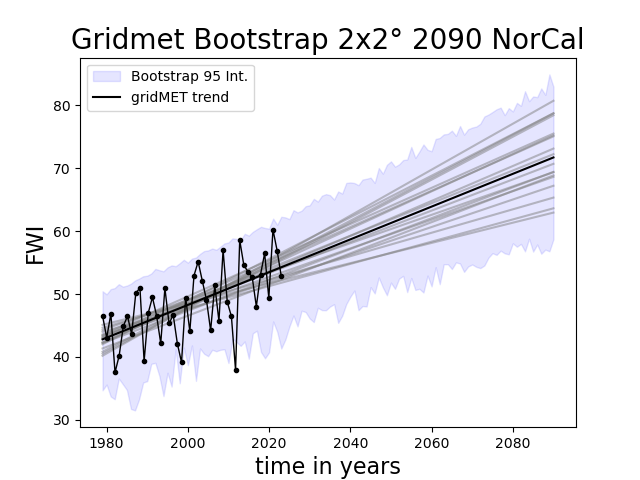 Gridmet Bootstrap 2x2° 2090 NorCal
Bootstrap 95 Int.
gridMET trend
FWI
80
70
60
50
40
30
1980 2000 2020 2040 2060 2080
time in years